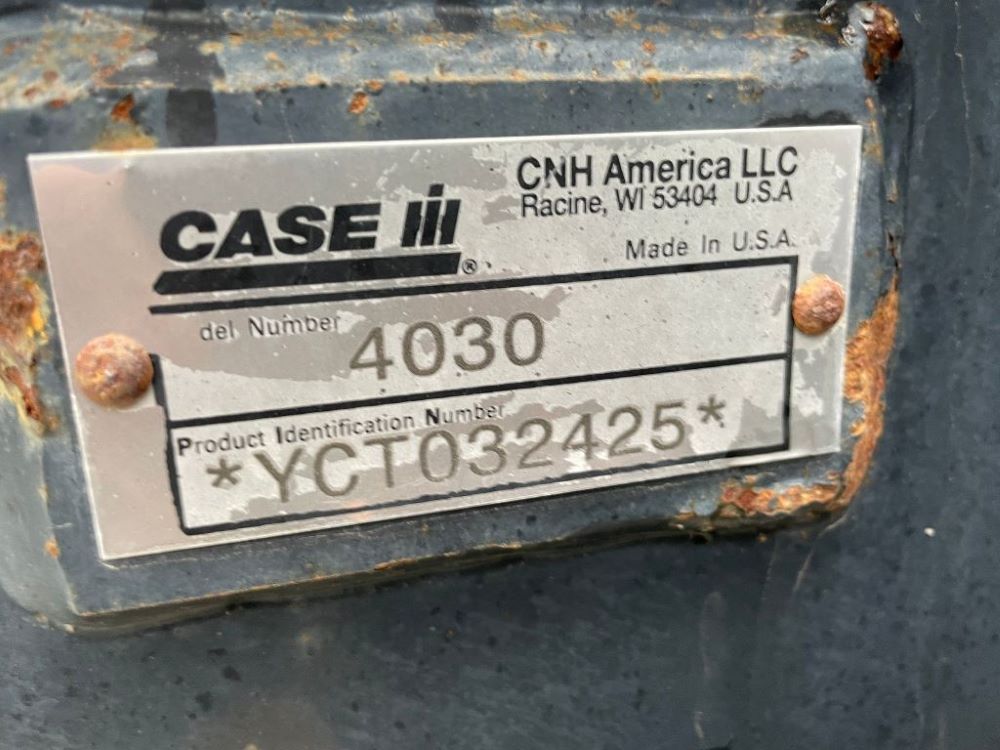 CNH America LLC
Racine, WI 53404 U.S.A
CASE IH
®
Made In U.S.A.
del Number 4030
Product Identification Number
*YCT032425*